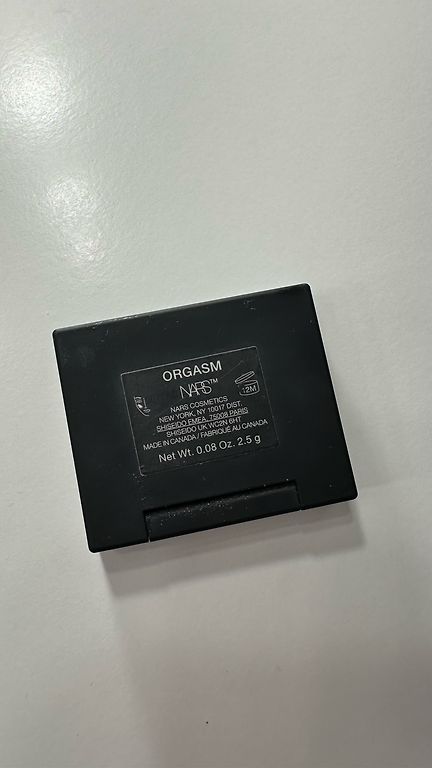 ORGASM
NARS™
12M
NARS COSMETICS
NEW YORK, NY 10017 DIST.
SHISEIDO EMEA, 75008 PARIS
SHISEIDO UK WC2N 6HT
MADE IN CANADA / FABRIQUÉ AU CANADA
Net Wt. 0.08 Oz. 2.5 g